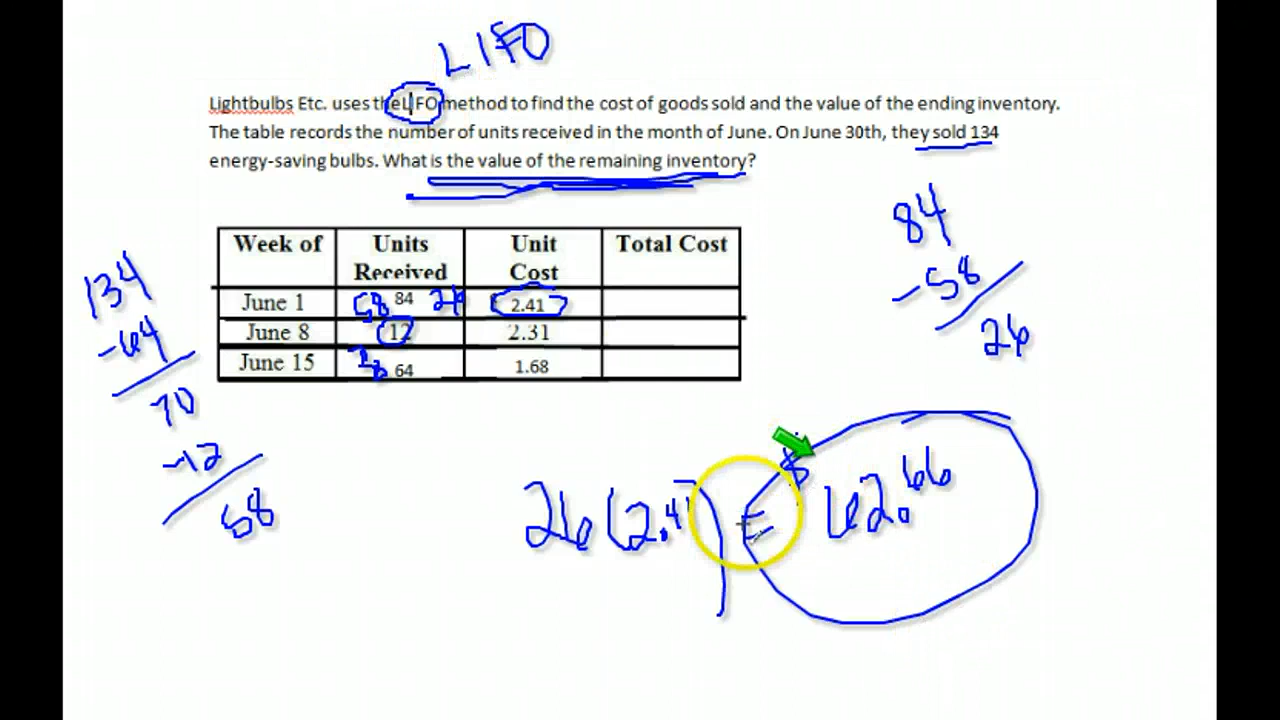 LIFO
Lightbulbs Etc. uses the LIFO method to find the cost of goods sold and the value of the ending inventory.
The table records the number of units received in the month of June. On June 30th, they sold 134
energy-saving bulbs. What is the value of the remaining inventory?
Week of Units Received Unit Cost Total Cost
June 1 58 84 26 2.41
June 8 12 2.31
June 15 64 1.68
134
-64
70
-12
58
84
-58
26
26(2.41) = $62.66